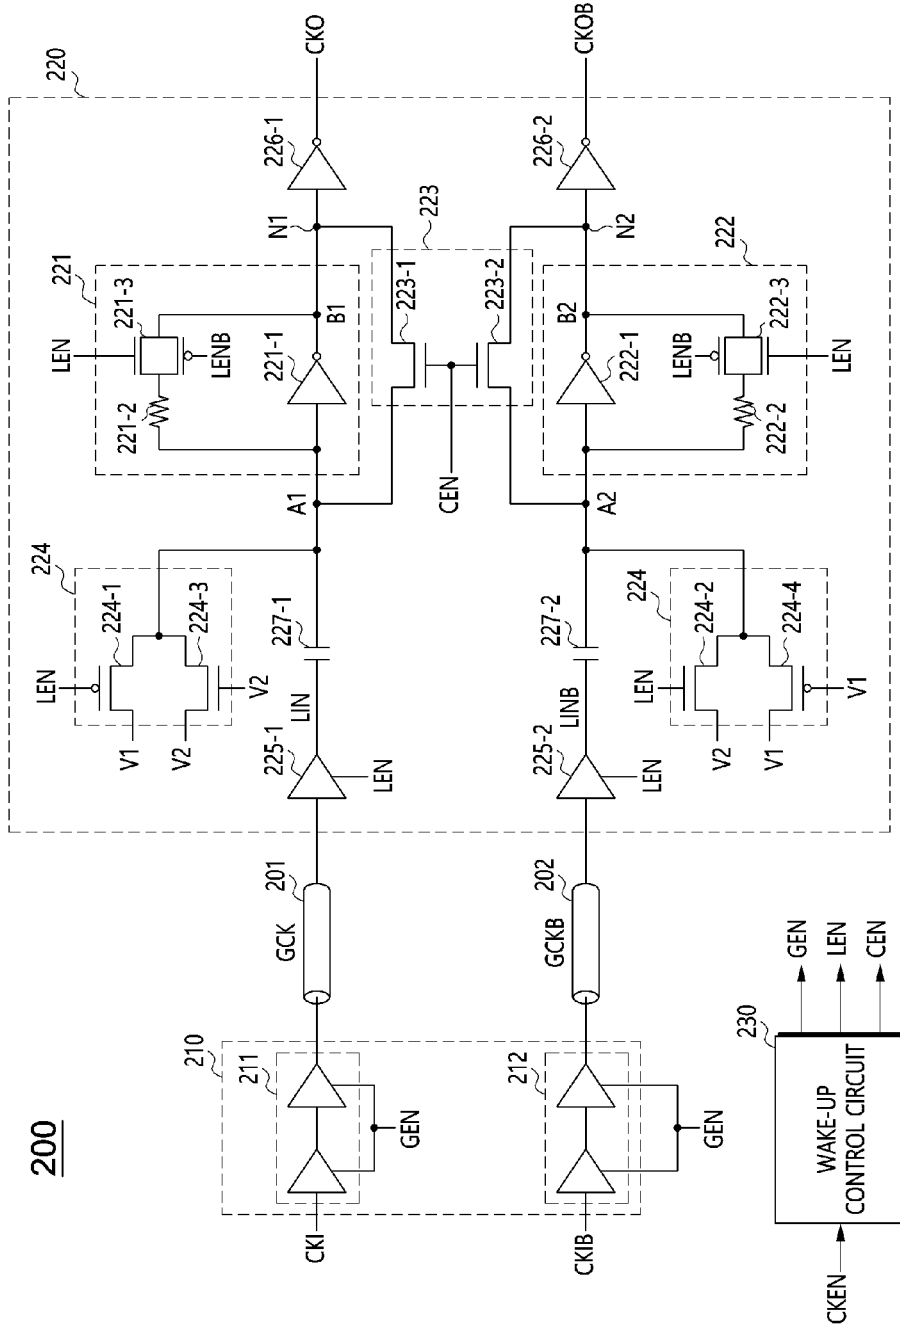 200
CKI
CKIB
210
211
212
GEN
GEN
GCK
201
GCKB
202
220
225-1
LEN
LIN
227-1
225-2
LEN
LINB
227-2
224
LEN
224-1
224-3
V1
V2
V2
224
LEN
224-2
224-4
V2
V1
V1
A1
A2
221
LEN
221-3
221-2
LENB
221-1
B1
N1
223
223-1
223-2
CEN
222
B2
222-1
LENB
222-3
222-2
LEN
N2
226-1
CKO
226-2
CKOB
CKEN
230
WAKE-UP
CONTROL CIRCUIT
GEN
LEN
CEN